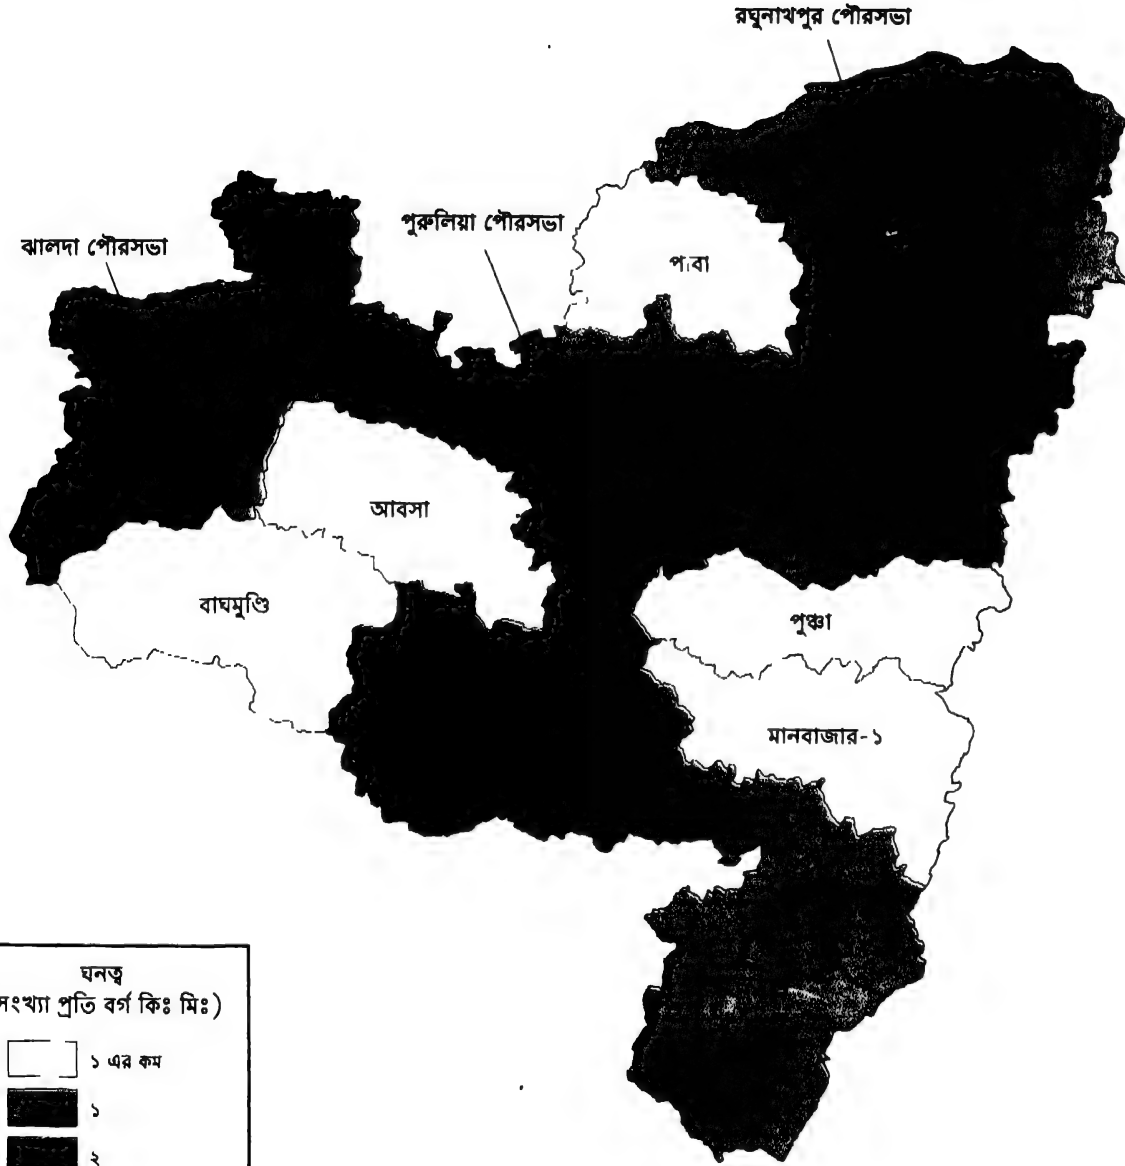 রঘুনাথপুর পৌরসভা
পুরুলিয়া পৌরসভা
ঝালদা পৌরসভা
আবসা
বাঘমুণ্ডি
পুঞ্চা
মানবাজার-১
ঘনত্ব
সংখ্যা প্রতি বর্গ কিঃ মিঃ)
১ এর কম
১
২